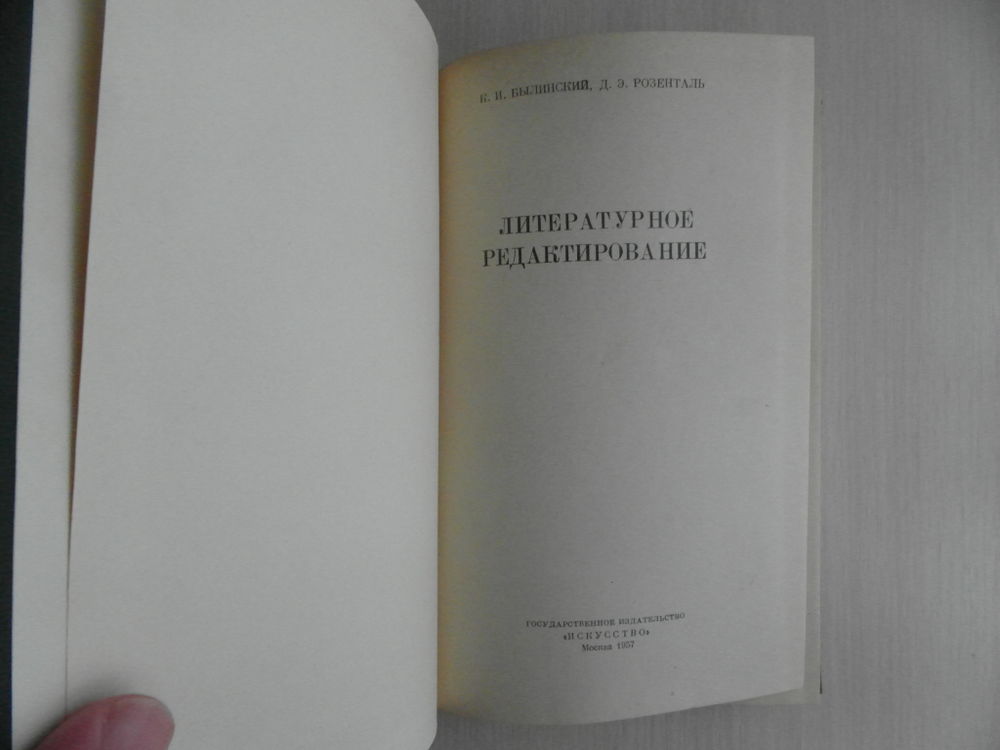 К. И. БЫЛИНСКИЙ, Д. Э. РОЗЕНТАЛЬ
ЛИТЕРАТУРНОЕ
РЕДАКТИРОВАНИЕ
ГОСУДАРСТВЕННОЕ ИЗДАТЕЛЬСТВО
«ИСКУССТВО»
Москва 1957